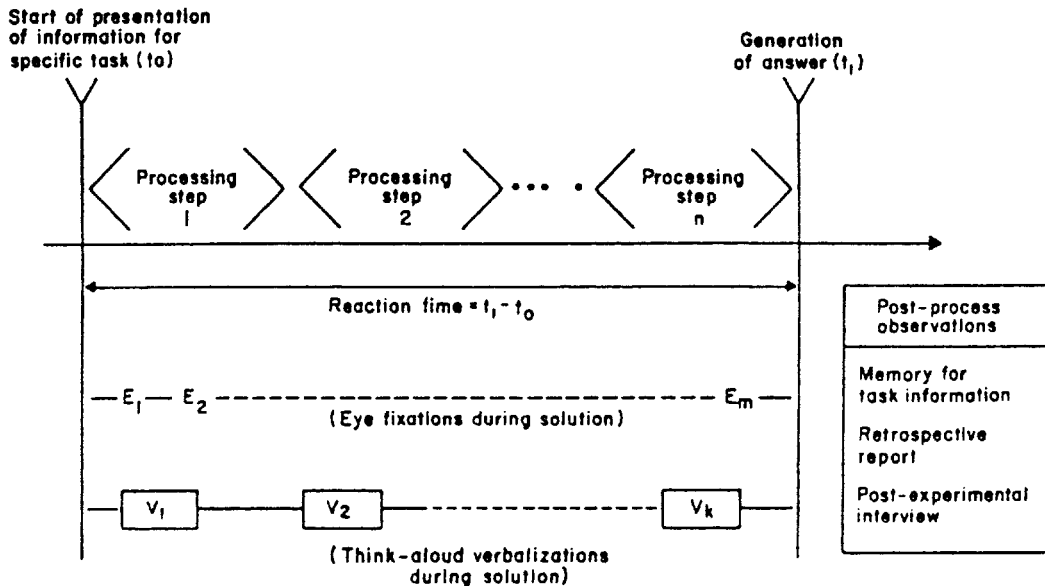 Start of presentation
of information for
specific task (to)
Generation
of answer (t₁)
Processing
step
1
Processing
step
2
Processing
step
n
Reaction fime = t₁ - t₀
E₁ E₂ Eₘ
(Eye fixations during solution)
V₁ V₂ Vₖ
(Think-aloud verbalizations
during solution)
Post-process
observations
Memory for
task information
Retrospective
report
Post-experimental
interview